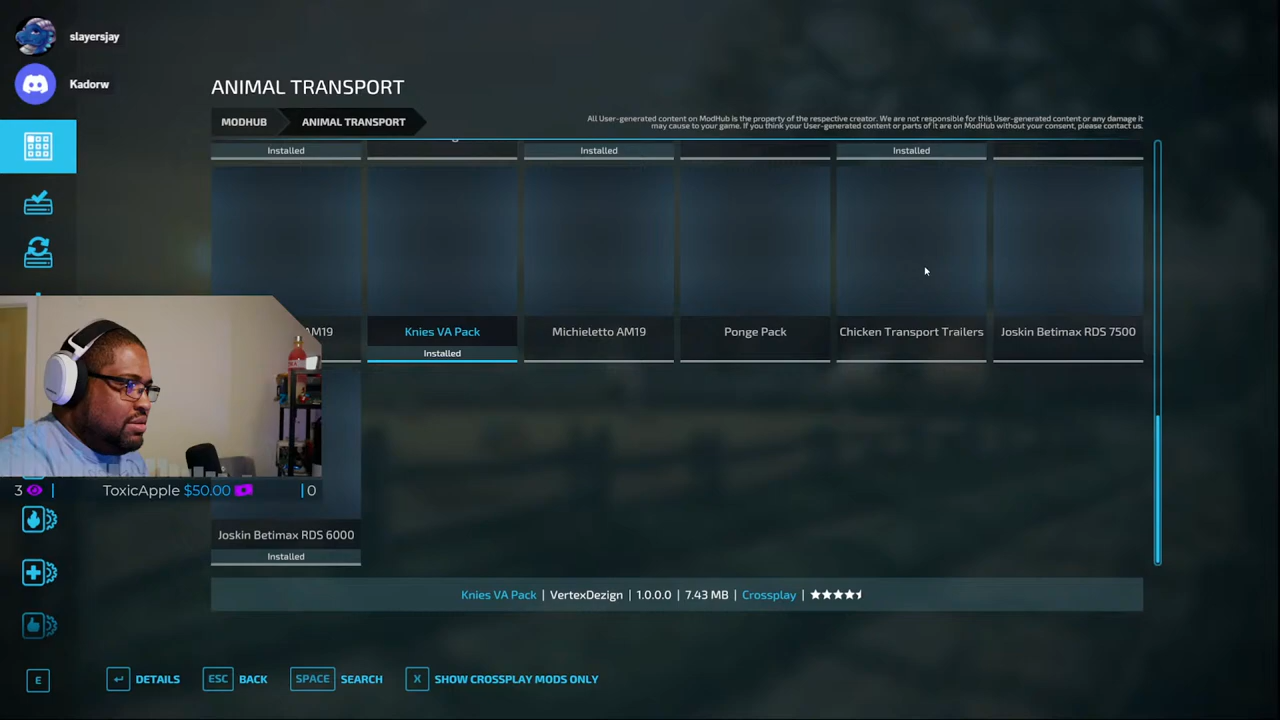 slayersjay
Kadorw
ANIMAL TRANSPORT
MODHUB
ANIMAL TRANSPORT
All User-generated content on ModHub is the property of the respective creator. We are not responsible for this User-generated content or any damage it
may cause to your game. If you think your User-generated content or parts of it are on ModHub without your consent, please contact us.
Installed
Installed
Installed
AM19
Knies VA Pack
Michieletto AM19
Ponge Pack
Chicken Transport Trailers
Joskin Betimax RDS 7500
Installed
3
ToxicApple $50.00
0
Joskin Betimax RDS 6000
Installed
Knies VA Pack | VertexDezign | 1.0.0.0 | 7.43 MB | Crossplay |
E
DETAILS
ESC BACK
SPACE SEARCH
X SHOW CROSSPLAY MODS ONLY